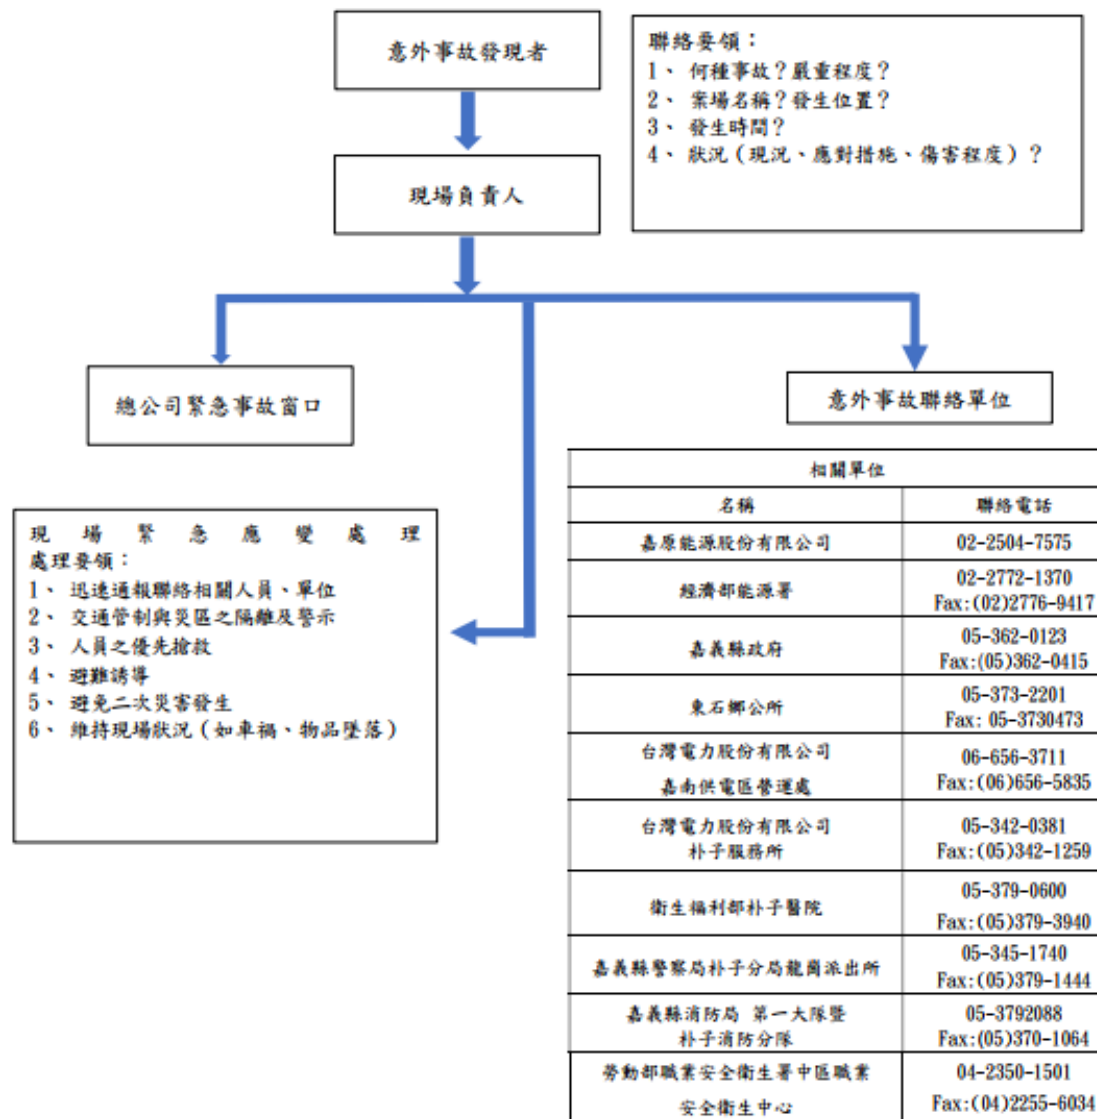 意外事故發現者
聯絡要領：
1、 何種事故？嚴重程度？
2、 案場名稱？發生位置？
3、 發生時間？
4、 狀況（現況、應對措施、傷害程度）？
現場負責人
總公司緊急事故窗口
意外事故聯絡單位
現場緊急應變處理
處理要領：
1、 迅速通報聯絡相關人員、單位
2、 交通管制與災區之隔離及警示
3、 人員之優先搶救
4、 避難誘導
5、 避免二次災害發生
6、 維持現場狀況（如車禍、物品墜落）
相關單位
名稱 聯絡電話
嘉原能源股份有限公司 02-2504-7575
經濟部能源署
02-2772-1370
Fax:(02)2776-9417
嘉義縣政府
05-362-0123
Fax:(05)362-0415
東石鄉公所
05-373-2201
Fax: 05-3730473
台灣電力股份有限公司
嘉南供電區營運處
06-656-3711
Fax:(06)656-5835
台灣電力股份有限公司
朴子服務所
05-342-0381
Fax:(05)342-1259
衛生福利部朴子醫院
05-379-0600
Fax:(05)379-3940
嘉義縣警察局朴子分局龍崗派出所
05-345-1740
Fax:(05)379-1444
嘉義縣消防局 第一大隊暨
朴子消防分隊
05-3792088
Fax:(05)370-1064
勞動部職業安全衛生署中區職業
安全衛生中心
04-2350-1501
Fax:(04)2255-6034